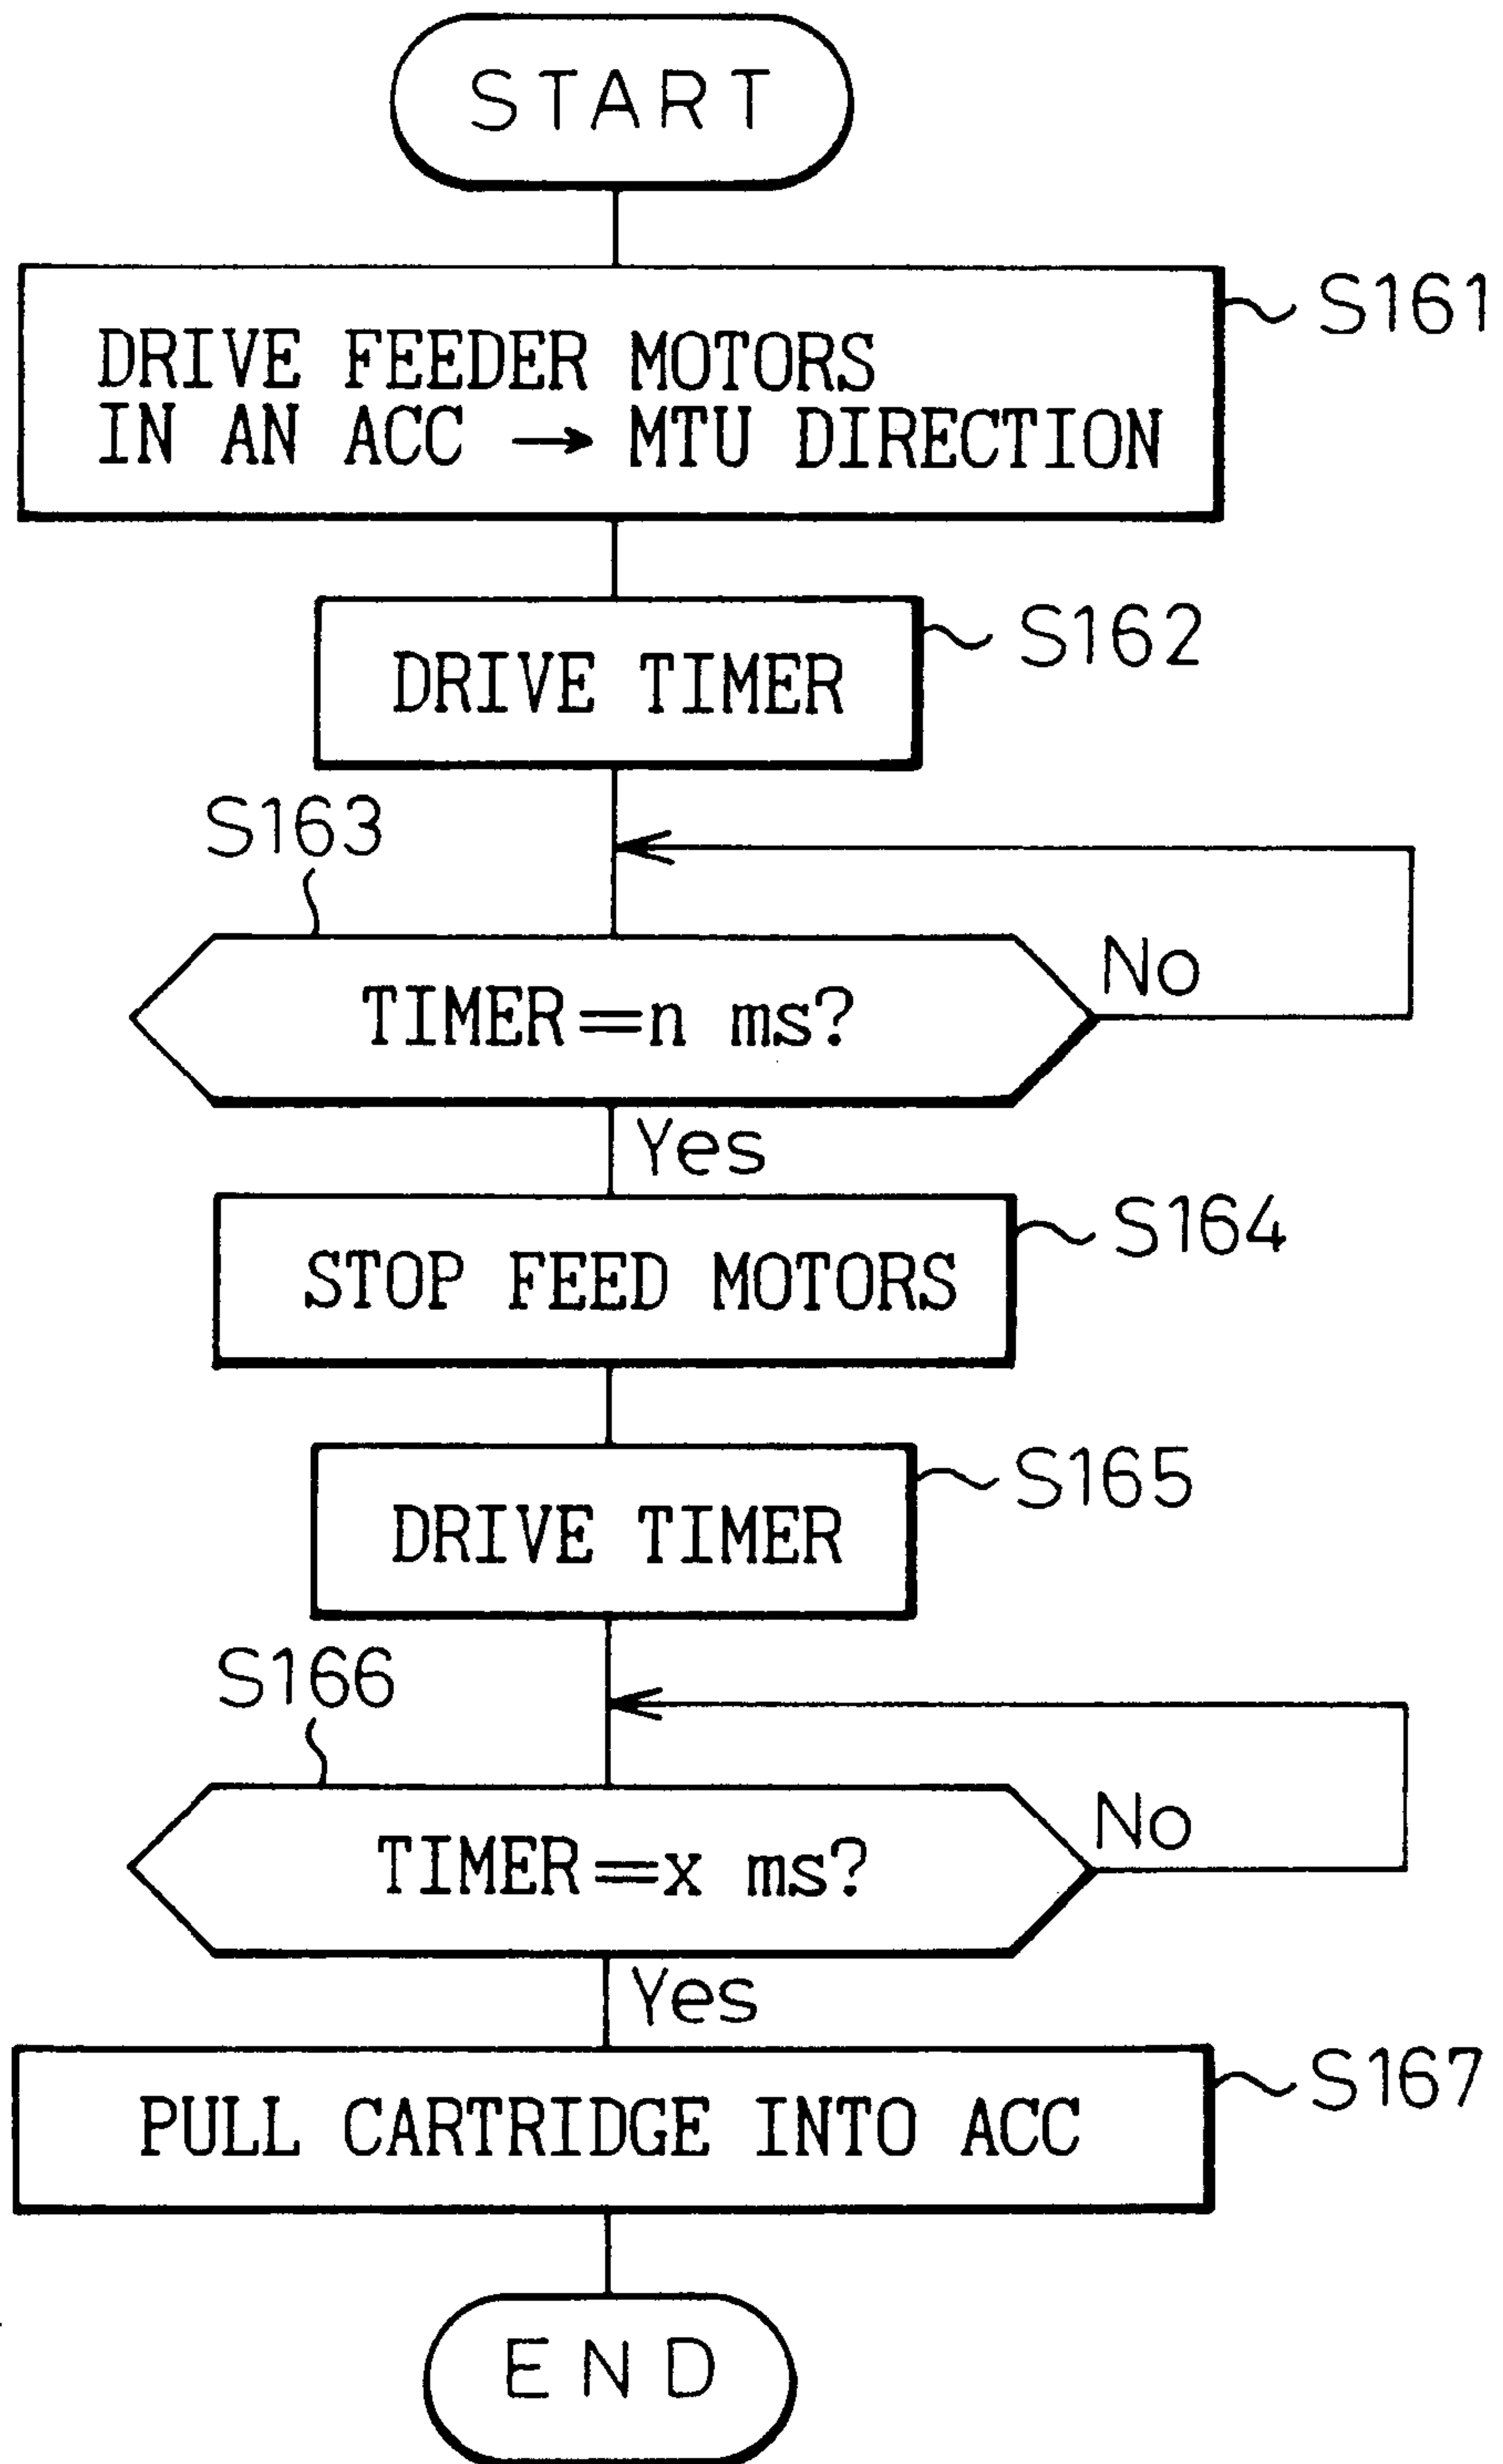 START
S161
DRIVE FEEDER MOTORS
IN AN ACC → MTU DIRECTION
S162
DRIVE TIMER
S163
TIMER=n ms?
No
Yes
S164
STOP FEED MOTORS
S165
DRIVE TIMER
S166
TIMER=x ms?
No
Yes
S167
PULL CARTRIDGE INTO ACC
END